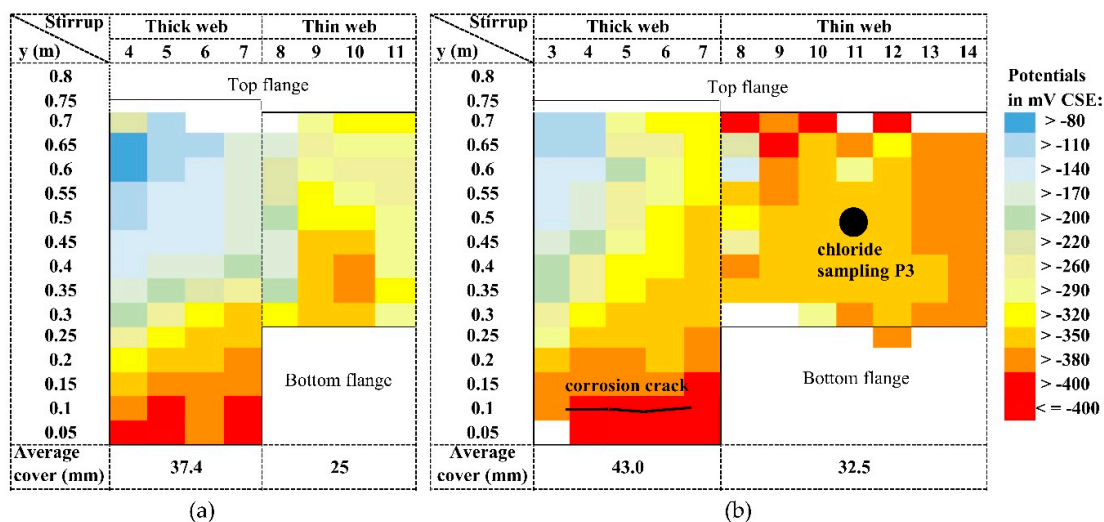 Stirrup Thick web Thin web
y (m) 4 5 6 7 8 9 10 11
0.8
Top flange
0.75
0.7
0.65
0.6
0.55
0.5
0.45
0.4
0.35
0.3
0.25
0.2
Bottom flange
0.15
0.1
0.05
Average
cover (mm) 37.4 25
(a)
Stirrup Thick web Thin web
y (m) 3 4 5 6 7 8 9 10 11 12 13 14
0.8
Top flange
0.75
0.7
0.65
0.6
0.55
0.5
0.45
chloride
sampling P3
0.4
0.35
0.3
0.25
0.2
Bottom flange
0.15
corrosion crack
0.1
0.05
Average
cover (mm) 43.0 32.5
(b)
Potentials
in mV CSE:
> -80
> -110
> -140
> -170
> -200
> -220
> -260
> -290
> -320
> -350
> -380
> -400
< = -400